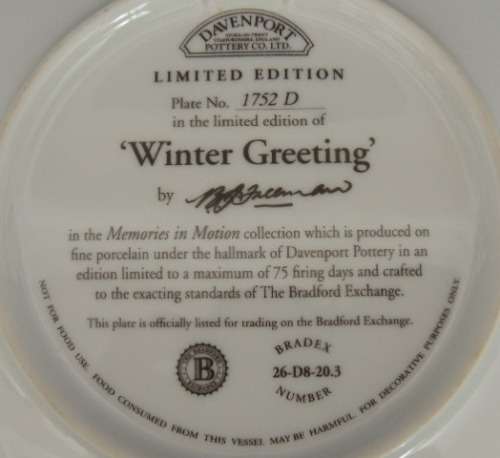 DAVENPORT
POTTERY CO. LTD.
LIMITED EDITION
Plate No. 1752 D
in the limited edition of
'Winter Greeting'
by
in the Memories in Motion collection which is produced on
fine porcelain under the hallmark of Davenport Pottery in an
edition limited to a maximum of 75 firing days and crafted
to the exacting standards of The Bradford Exchange.
This plate is officially listed for trading on the Bradford Exchange.
B
BRADEX
26-D8-20.3
NUMBER
NOT FOR FOOD USE. FOOD CONSUMED FROM THIS VESSEL MAY BE HARMFUL. FOR DECORATIVE PURPOSES ONLY.